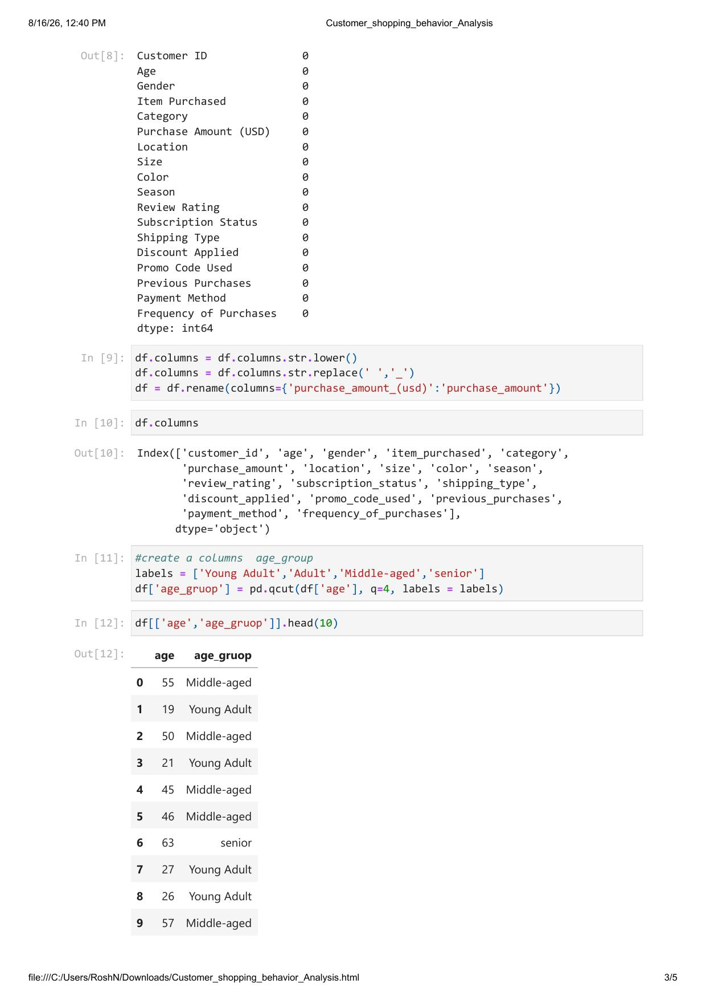 8/16/26, 12:40 PM Customer_shopping_behavior_Analysis
Out[8]: Customer ID 0
Age 0
Gender 0
Item Purchased 0
Category 0
Purchase Amount (USD) 0
Location 0
Size 0
Color 0
Season 0
Review Rating 0
Subscription Status 0
Shipping Type 0
Discount Applied 0
Promo Code Used 0
Previous Purchases 0
Payment Method 0
Frequency of Purchases 0
dtype: int64
In [9]: df.columns = df.columns.str.lower()
df.columns = df.columns.str.replace(' ','_')
df = df.rename(columns={'purchase_amount_(usd)':'purchase_amount'})
In [10]: df.columns
Out[10]: Index(['customer_id', 'age', 'gender', 'item_purchased', 'category',
'purchase_amount', 'location', 'size', 'color', 'season',
'review_rating', 'subscription_status', 'shipping_type',
'discount_applied', 'promo_code_used', 'previous_purchases',
'payment_method', 'frequency_of_purchases'],
dtype='object')
In [11]: #create a columns  age_group
labels = ['Young Adult','Adult','Middle-aged','senior']
df['age_gruop'] = pd.qcut(df['age'], q=4, labels = labels)
In [12]: df[['age','age_gruop']].head(10)
Out[12]: age age_gruop
0 55 Middle-aged
1 19 Young Adult
2 50 Middle-aged
3 21 Young Adult
4 45 Middle-aged
5 46 Middle-aged
6 63 senior
7 27 Young Adult
8 26 Young Adult
9 57 Middle-aged
file:///C:/Users/RoshN/Downloads/Customer_shopping_behavior_Analysis.html 3/5